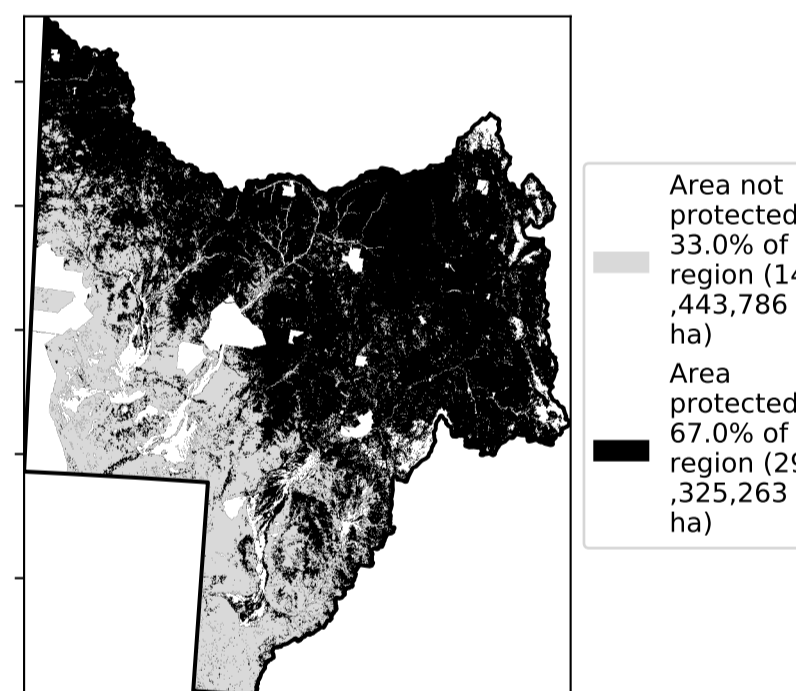 Area not
protected
33.0% of
region (14
,443,786
ha)
Area
protected
67.0% of
region (29
,325,263
ha)